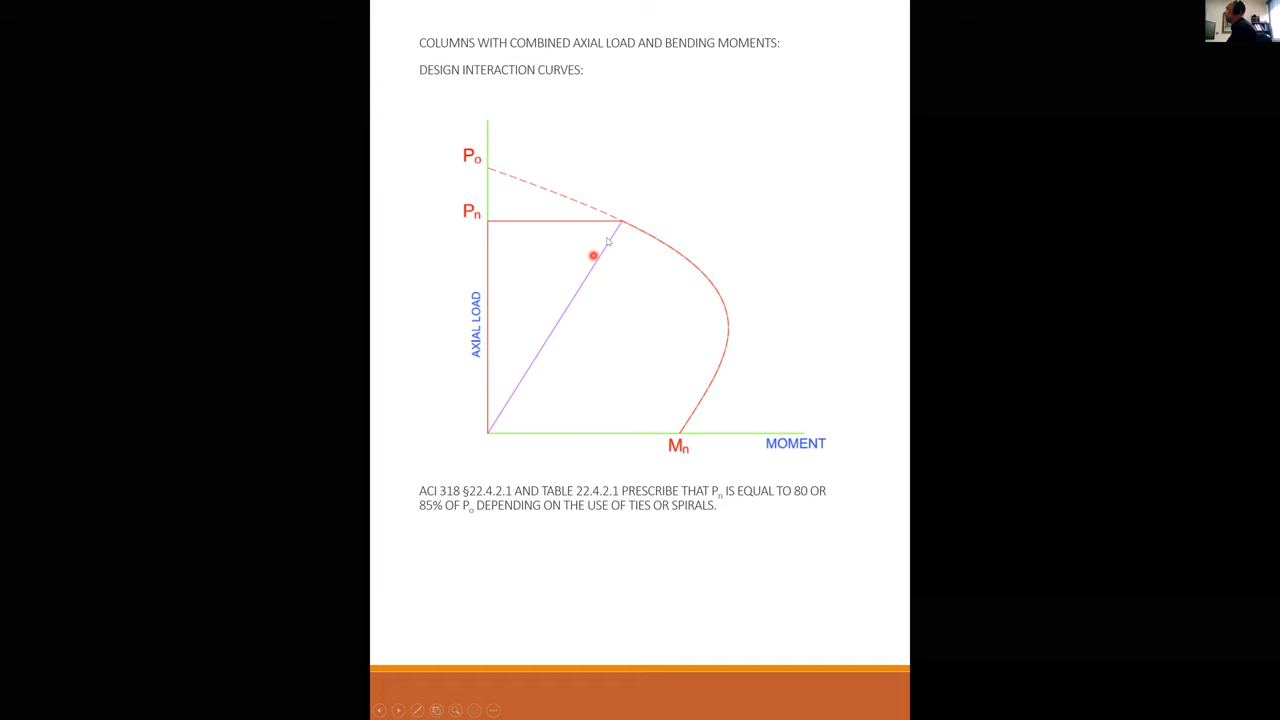 COLUMNS WITH COMBINED AXIAL LOAD AND BENDING MOMENTS:
DESIGN INTERACTION CURVES:
Po
Pn
AXIAL LOAD
Mn
MOMENT
ACI 318 §22.4.2.1 AND TABLE 22.4.2.1 PRESCRIBE THAT Pn IS EQUAL TO 80 OR
85% OF Po DEPENDING ON THE USE OF TIES OR SPIRALS.